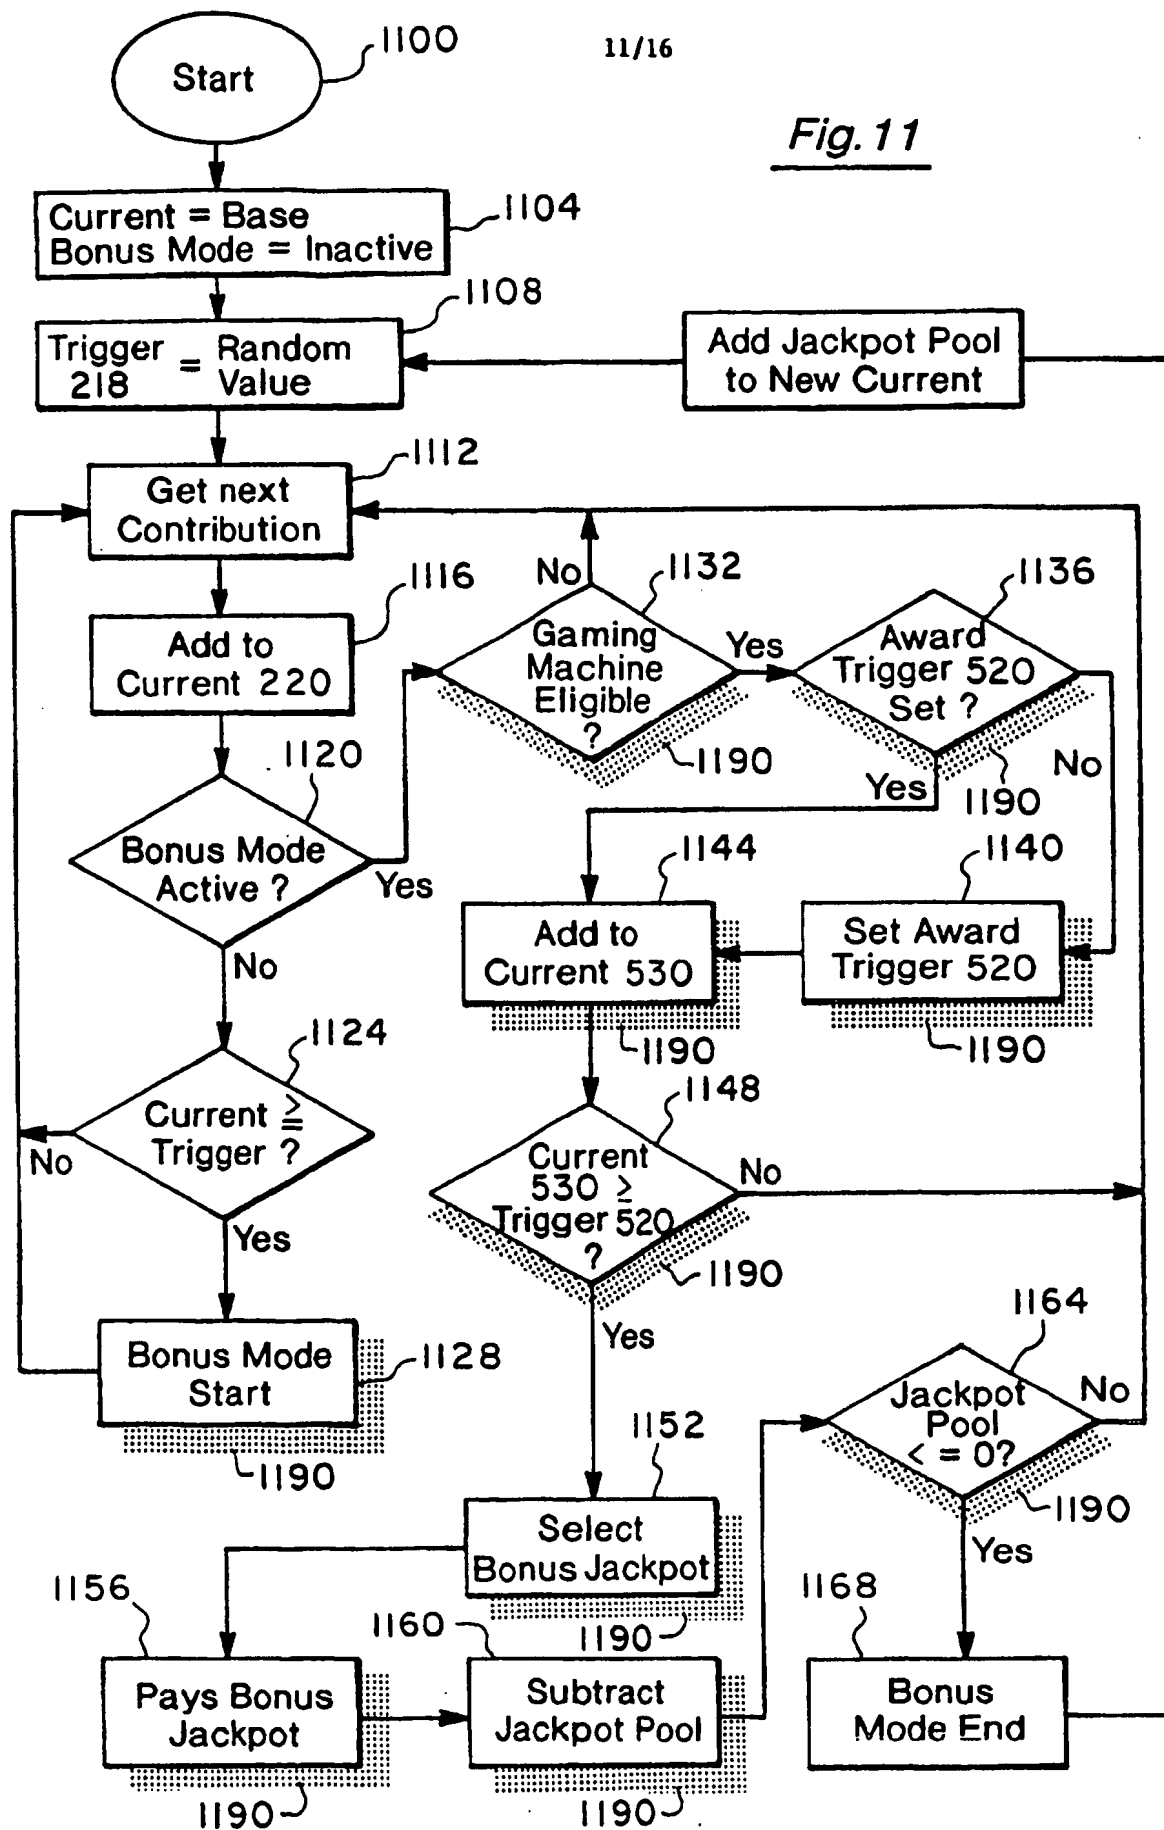 11/16
Fig. 11
Start
1100
Current = Base
Bonus Mode = Inactive
1104
Trigger 218 = Random Value
1108
Add Jackpot Pool
to New Current
Get next
Contribution
1112
Add to
Current 220
1116
Bonus Mode
Active ?
1120
Yes
No
Current ≥
Trigger ?
1124
No
Yes
Bonus Mode
Start
1128
1190
Gaming
Machine
Eligible
?
1132
No
Yes
1190
Award
Trigger 520
Set ?
1136
Yes
No
1190
Set Award
Trigger 520
1140
1190
Add to
Current 530
1144
1190
Current
530 ≥
Trigger 520
?
1148
No
Yes
1190
Select
Bonus Jackpot
1152
1190
Pays Bonus
Jackpot
1156
1190
Subtract
Jackpot Pool
1160
1190
Jackpot
Pool
< = 0?
1164
No
Yes
1190
Bonus
Mode End
1168